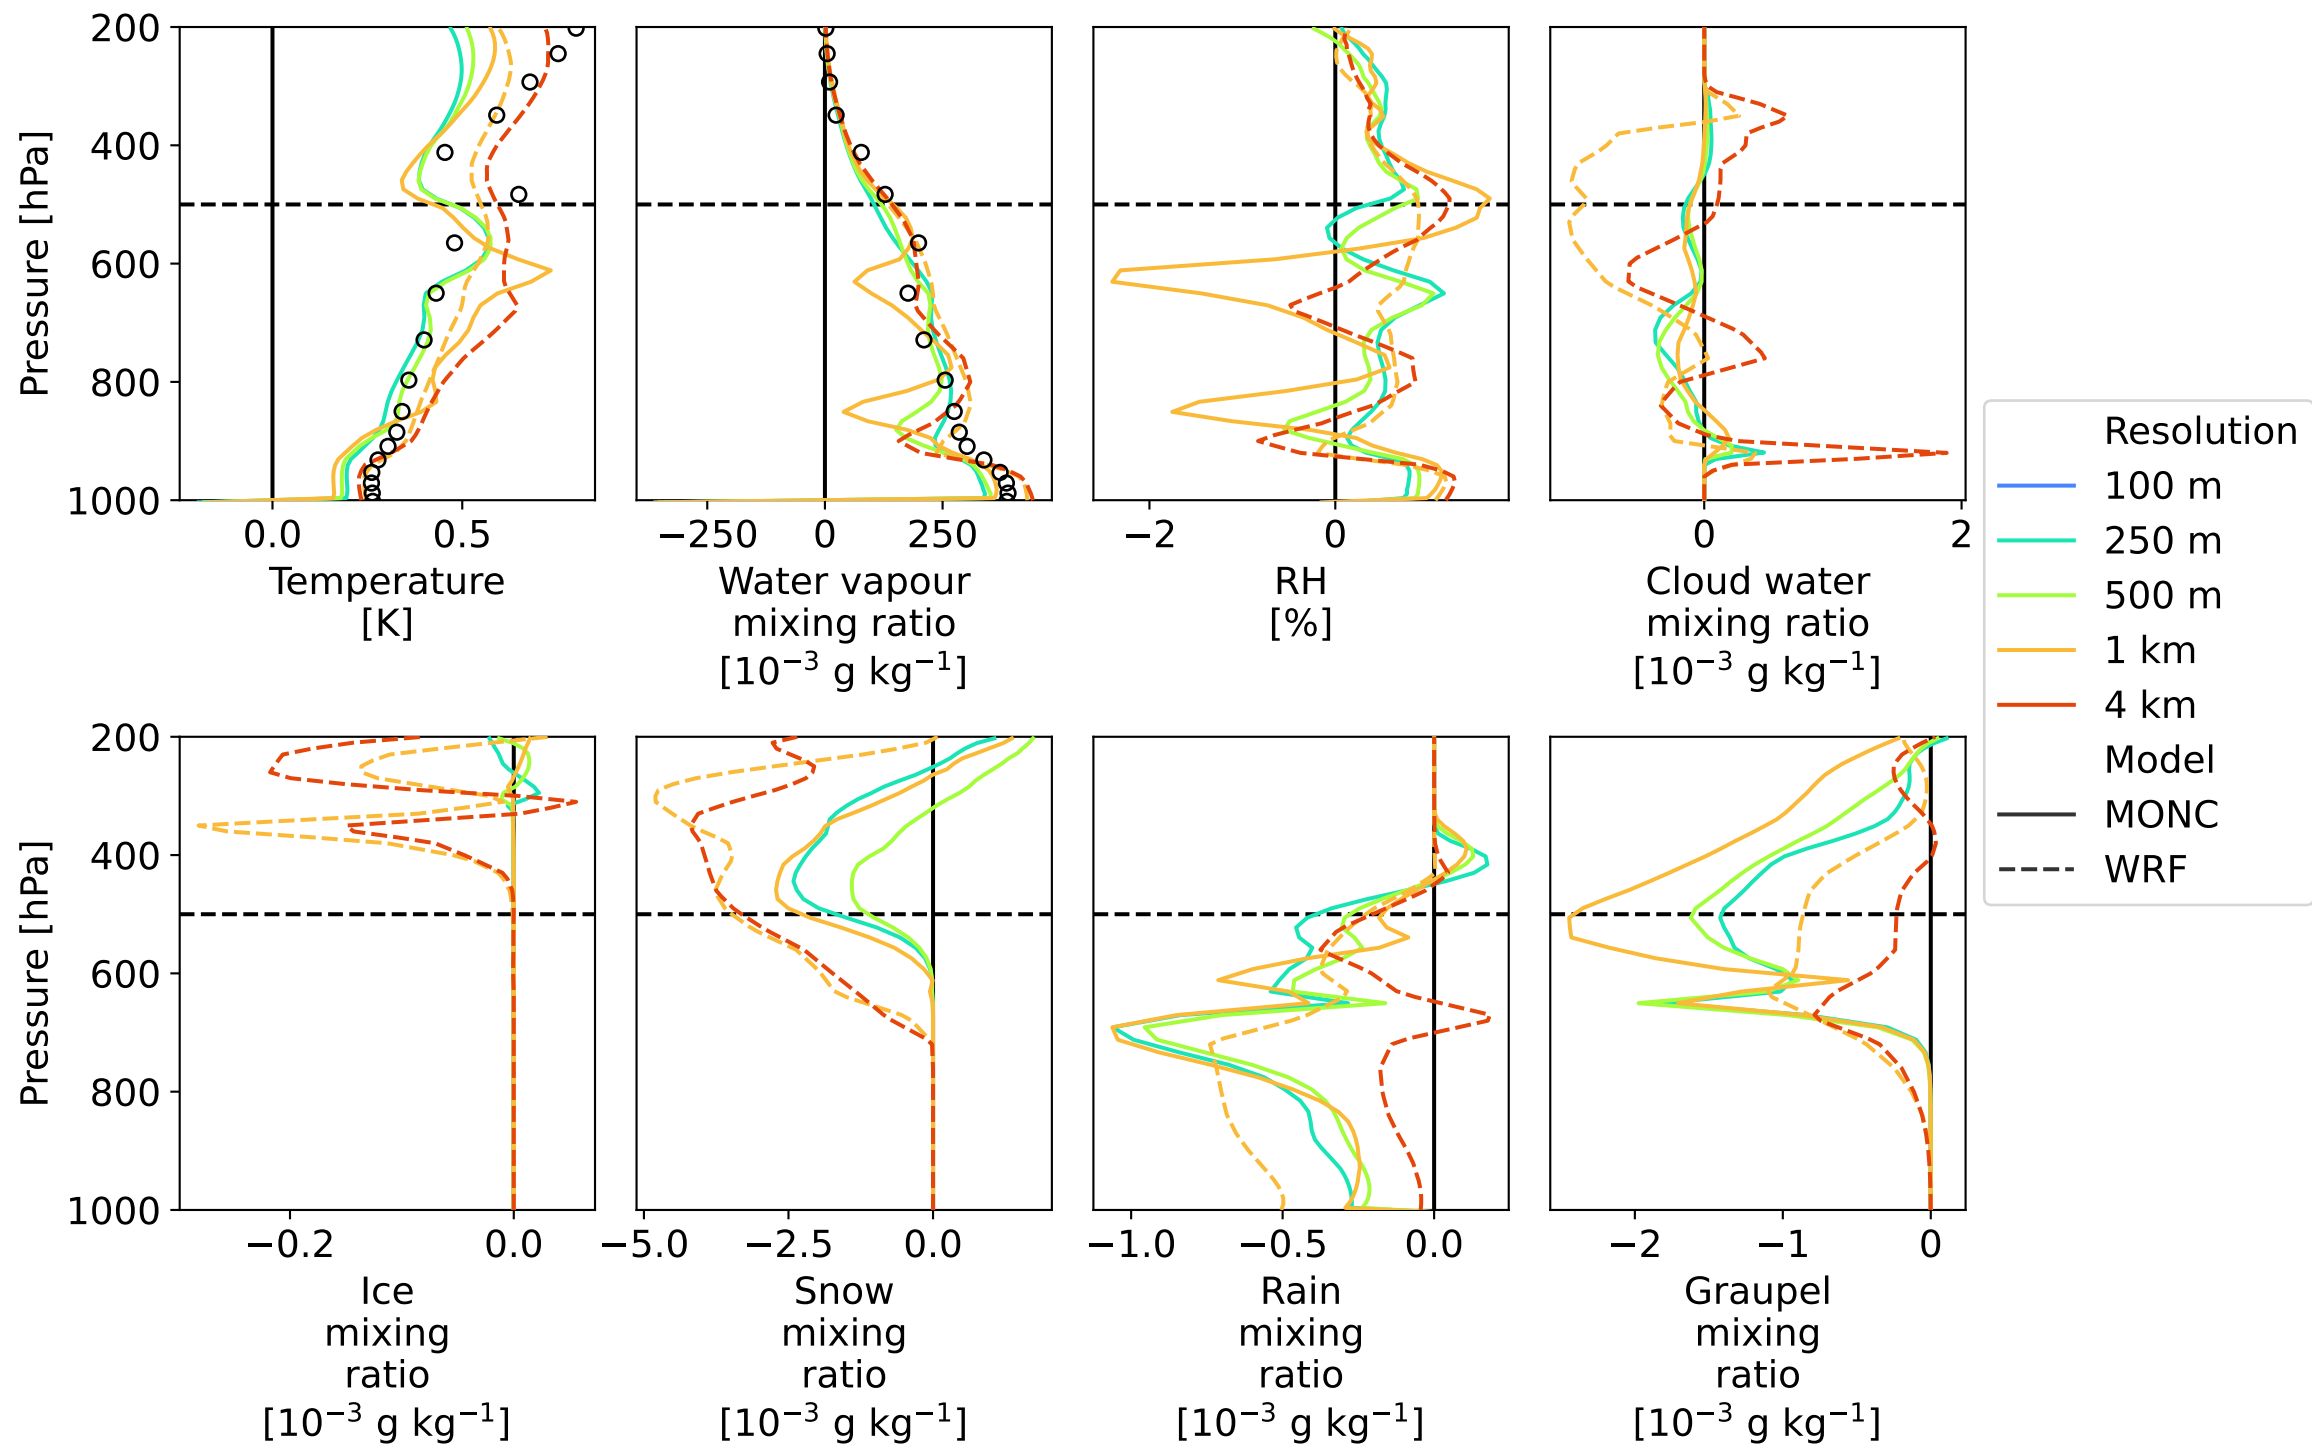 200
400
600
800
1000
Pressure [hPa]
0.0 0.5
Temperature
[K]
−250 0 250
Water vapour
mixing ratio
[10⁻³ g kg⁻¹]
−2 0
RH
[%]
0 2
Cloud water
mixing ratio
[10⁻³ g kg⁻¹]
Resolution
100 m
250 m
500 m
1 km
4 km
Model
MONC
WRF
200
400
600
800
1000
Pressure [hPa]
−0.2 0.0
Ice
mixing
ratio
[10⁻³ g kg⁻¹]
−5.0 −2.5 0.0
Snow
mixing
ratio
[10⁻³ g kg⁻¹]
−1.0 −0.5 0.0
Rain
mixing
ratio
[10⁻³ g kg⁻¹]
−2 −1 0
Graupel
mixing
ratio
[10⁻³ g kg⁻¹]